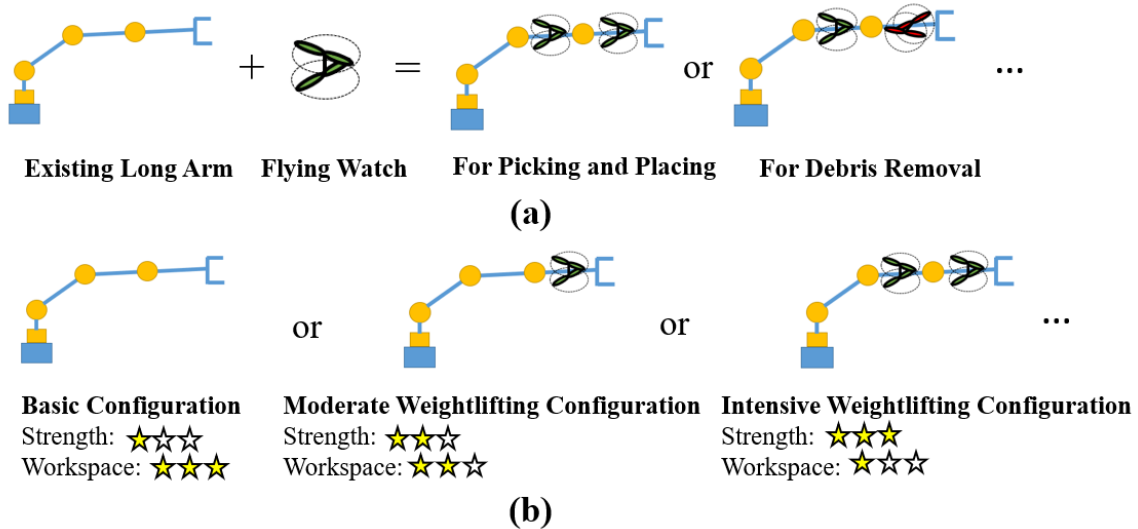 + = or ...
Existing Long Arm Flying Watch For Picking and Placing For Debris Removal
(a)
or or ...
Basic Configuration Moderate Weightlifting Configuration Intensive Weightlifting Configuration
Strength: Strength: Strength:
Workspace: Workspace: Workspace:
(b)